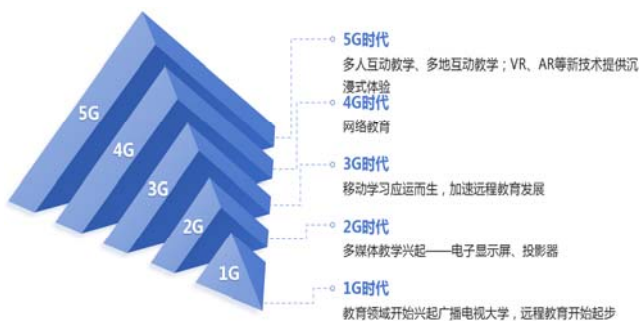 5G时代
多人互动教学、多地互动教学；VR、AR等新技术提供沉
浸式体验
4G时代
网络教育
3G时代
移动学习应运而生，加速远程教育发展
2G时代
多媒体教学兴起——电子显示屏、投影器
1G时代
教育领域开始兴起广播电视大学，远程教育开始起步
5G
4G
3G
2G
1G